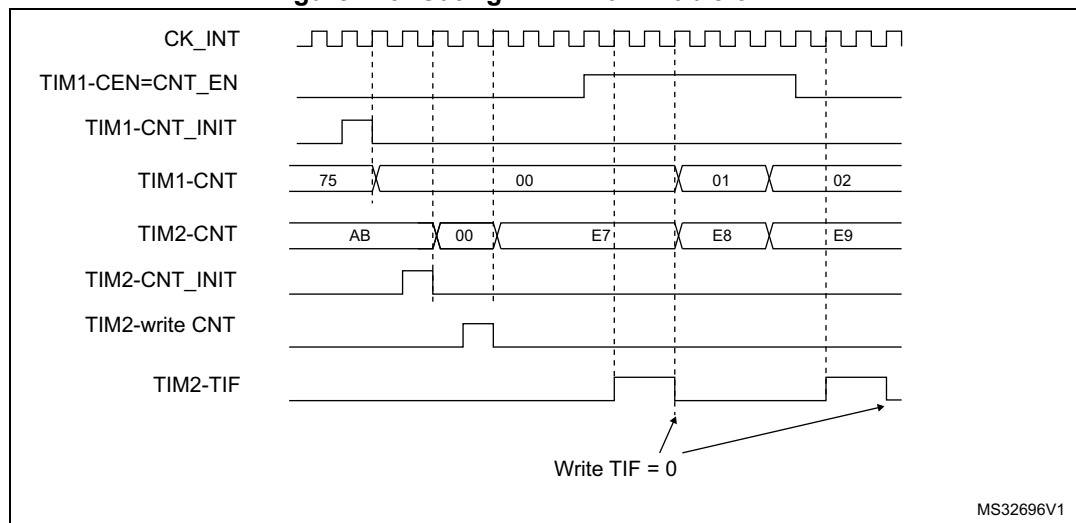 CK_INT
TIM1-CEN=CNT_EN
TIM1-CNT_INIT
TIM1-CNT 75 00 01 02
TIM2-CNT AB 00 E7 E8 E9
TIM2-CNT_INIT
TIM2-write CNT
TIM2-TIF
Write TIF = 0
MS32696V1